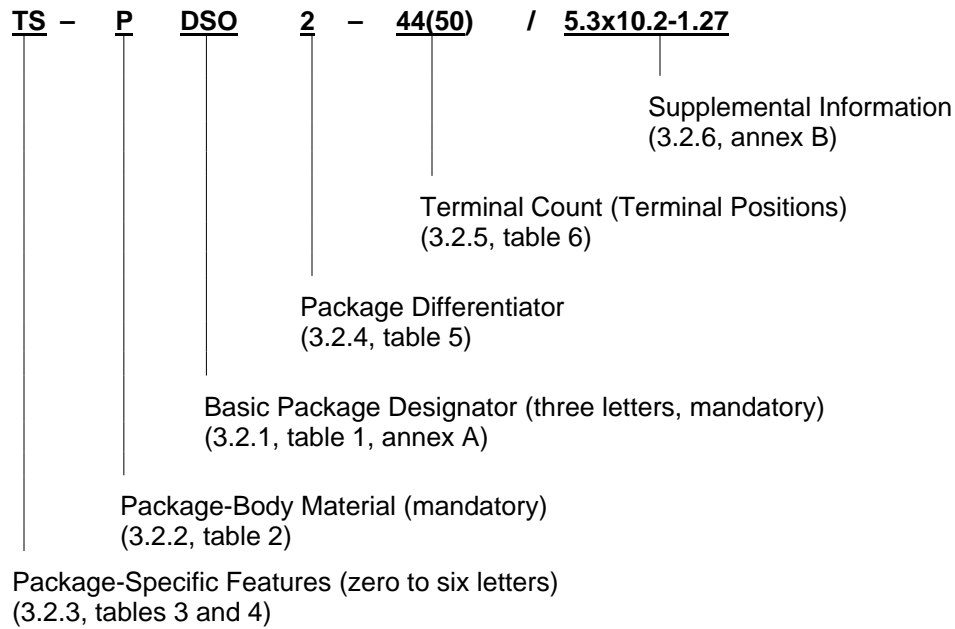 TS – P DSO 2 – 44(50) / 5.3x10.2-1.27
Supplemental Information
(3.2.6, annex B)
Terminal Count (Terminal Positions)
(3.2.5, table 6)
Package Differentiator
(3.2.4, table 5)
Basic Package Designator (three letters, mandatory)
(3.2.1, table 1, annex A)
Package-Body Material (mandatory)
(3.2.2, table 2)
Package-Specific Features (zero to six letters)
(3.2.3, tables 3 and 4)